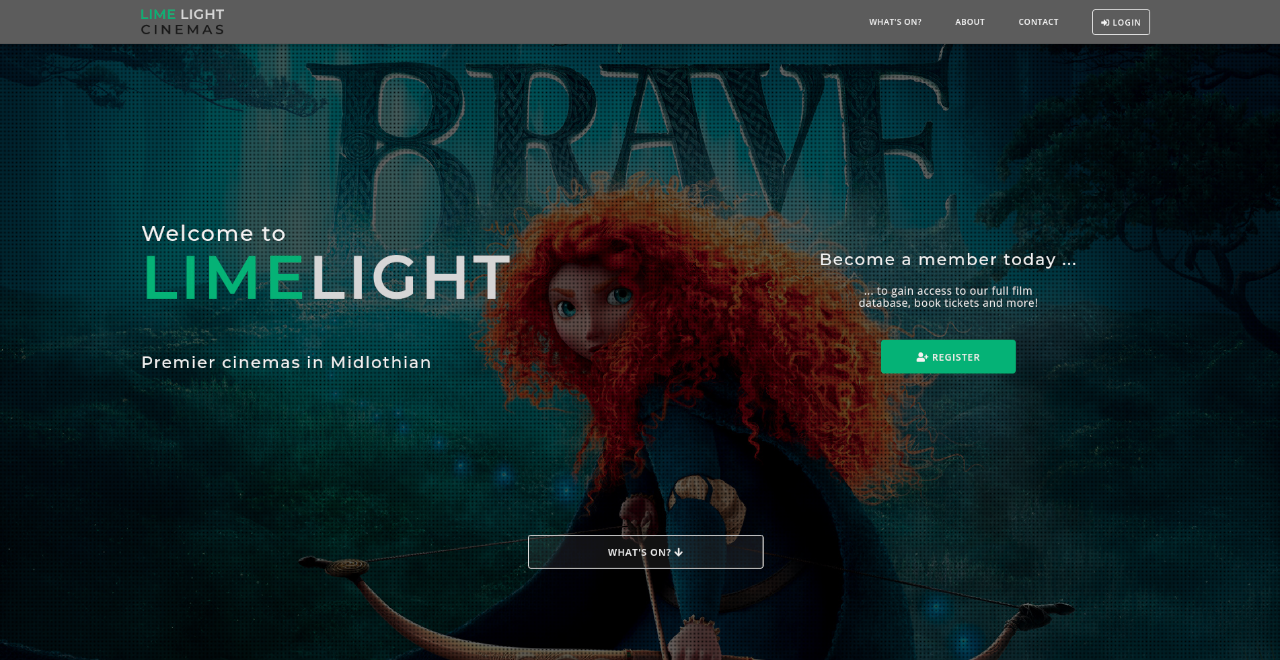 LIME LIGHT
CINEMAS
WHAT'S ON?
ABOUT
CONTACT
LOGIN
BRAVE
Welcome to
LIMELIGHT
Premier cinemas in Midlothian
Become a member today ...
... to gain access to our full film
database, book tickets and more!
REGISTER
WHAT'S ON?